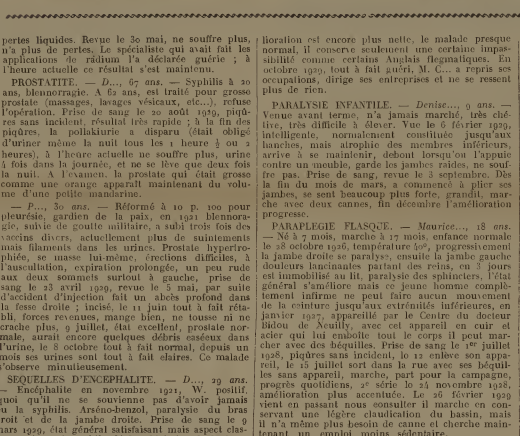 pertes liquides. Revue le 30 mai, ne souffre plus,
n'a plus de pertes. Le spécialiste qui avait fait les
applications de radium l'a déclarée guérie ; à
l'heure actuelle ce résultat s'est maintenu.
PROSTATITE. — D..., 67 ans. — Syphilis à 20
ans, blennorragie. A 62 ans, est traité pour grosse
prostate (massages, lavages vésicaux, etc...), refuse
l'opération. Prise de sang le 20 août 1929, piqû-
res sans incident, résultat très rapide ; à la fin des
piqûres, la pollakiurie a disparu (était obligé
d'uriner même la nuit tous les 1 heure ½ ou 2
heures), à l'heure actuelle ne souffre plus, urine
4 fois dans la journée, et ne se lève que deux fois
la nuit. A l'examen, la prostate qui était grosse
comme une orange apparaît maintenant du volu-
me d'une petite mandarine.
— P..., 30 ans. — Réformé à 10 p. 100 pour
pleurésie, gardien de la paix, en 1921 blennora-
gie, suivie de goutte militaire, a subi trois fois des
vaccins divers, actuellement plus de suintements
mais filaments dans les urines. Prostate hypertro-
phiée, se masse lui-même, érections difficiles, à
l'auscultation, expiration prolongée, un peu rude
aux deux sommets surtout à gauche, prise de
sang le 23 avril 1929, revue le 5 mai, par suite
d'accident d'injection fait un abcès profond dans
la fesse droite ; incisé, le 11 juin tout à fait réta-
bli, forces revenues, mange bien, ne tousse ni ne
crache plus, 9 juillet, état excellent, prostate nor-
male, aurait encore quelques débris caséeux dans
l'urine, le 8 octobre tout à fait normal, depuis un
mois ses urines sont tout à fait claires. Ce malade
s'observe minutieusement.
SEQUELLES D'ENCEPHALITE. — D..., 29 ans.
— Encéphalite en novembre 1921, W. positif,
quoi qu'il ne se souvienne pas d'avoir jamais
eu la syphilis. Arséno-benzol, paralysie du bras
droit et de la jambe droite. Prise de sang le 9
mars 1929, état général satisfaisant mais aspect clas-
lioration est encore plus nette, le malade presque
normal, il conserve seulement une certaine impas-
sibilité comme certains Anglais flegmatiques. En
octobre 1929, tout à fait guéri, M. C... a repris ses
occupations, dirige ses entreprises et ne se ressent
plus de rien.
PARALYSIE INFANTILE. — Denise..., 9 ans. —
Venue avant terme, n'a jamais marché, très ché-
tive, très difficile à élever. Vue le 6 février 1929,
intelligente, normalement constituée jusqu'aux
hanches, mais atrophie des membres inférieurs,
arrive à se maintenir, debout lorsqu'on l'appuie
contre un meuble, garde les jambes raides, ne souf-
fre pas. Prise de sang, revue le 3 septembre. Dès
la fin du mois de mars, a commencé à plier ses
jambes, se sent beaucoup plus forte, grandit, mar-
che avec deux cannes, fin décembre l'amélioration
progresse.
PARAPLEGIE FLASQUE. — Maurice..., 18 ans.
— Né à 7 mois, marche à 17 mois, enfance normale
le 28 octobre 1926, température 40°, progressivement
la jambe droite se paralyse, ensuite la jambe gauche
douleurs lancinantes partant des reins, en 3 jours
est immobilisé au lit, paralysie des sphincters, l'état
général s'améliore mais ce jeune homme complè-
tement infirme ne peut faire aucun mouvement
de la ceinture jusqu'aux extrémités inférieures, en
janvier 1927, appareillé par le Centre du docteur
Bidou de Neuilly, avec cet appareil en cuir et
acier qui lui emboîte tout le corps il peut mar-
cher avec des béquilles. Prise de sang le 1er juillet
1928, piqûres sans incident, le 12 enlève son appa-
reil, le 15 juillet sort dans la rue avec ses béquil-
les sans appareil, marche, part pour la campagne,
progrès quotidiens, 2e série le 24 novembre 1928,
amélioration plus accentuée. Le 26 février 1929
vient en passant nous consulter il marche en con-
servant une légère claudication du bassin, mais
il n'a même plus besoin de canne et cherche main-
tenant un emploi moins sédentaire.